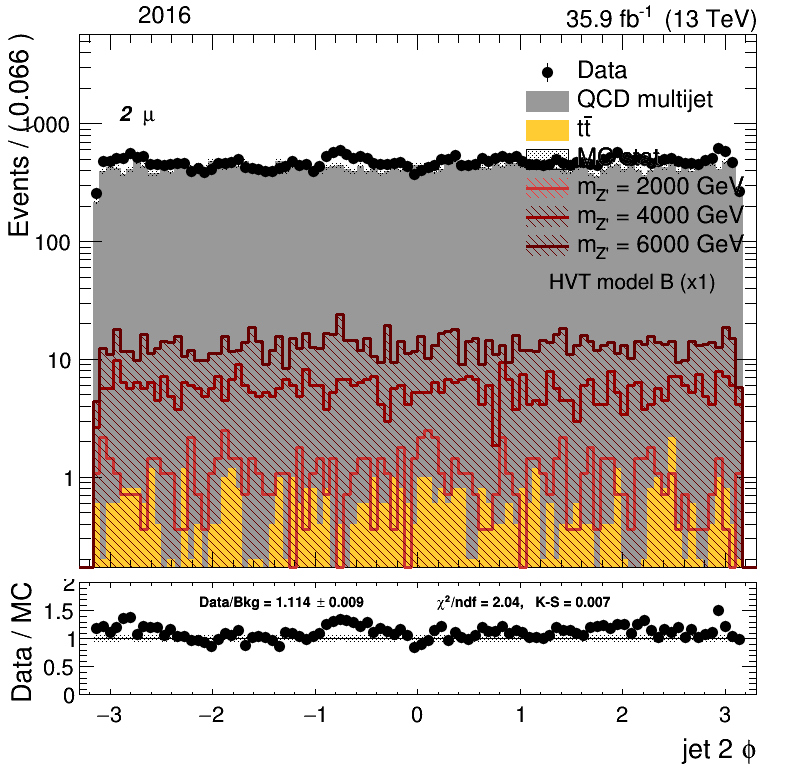 2016 35.9 fb⁻¹ (13 TeV)
Events / ( 0.066 )
2 μ
Data
QCD multijet
tt̄
MC stat.
m_Z' = 2000 GeV
m_Z' = 4000 GeV
m_Z' = 6000 GeV
HVT model B (x1)
1000
100
10
1
Data / MC
Data/Bkg = 1.114 ± 0.009 χ²/ndf = 2.04, K-S = 0.007
2
1.5
1
0.5
0
−3 −2 −1 0 1 2 3
jet 2 ϕ